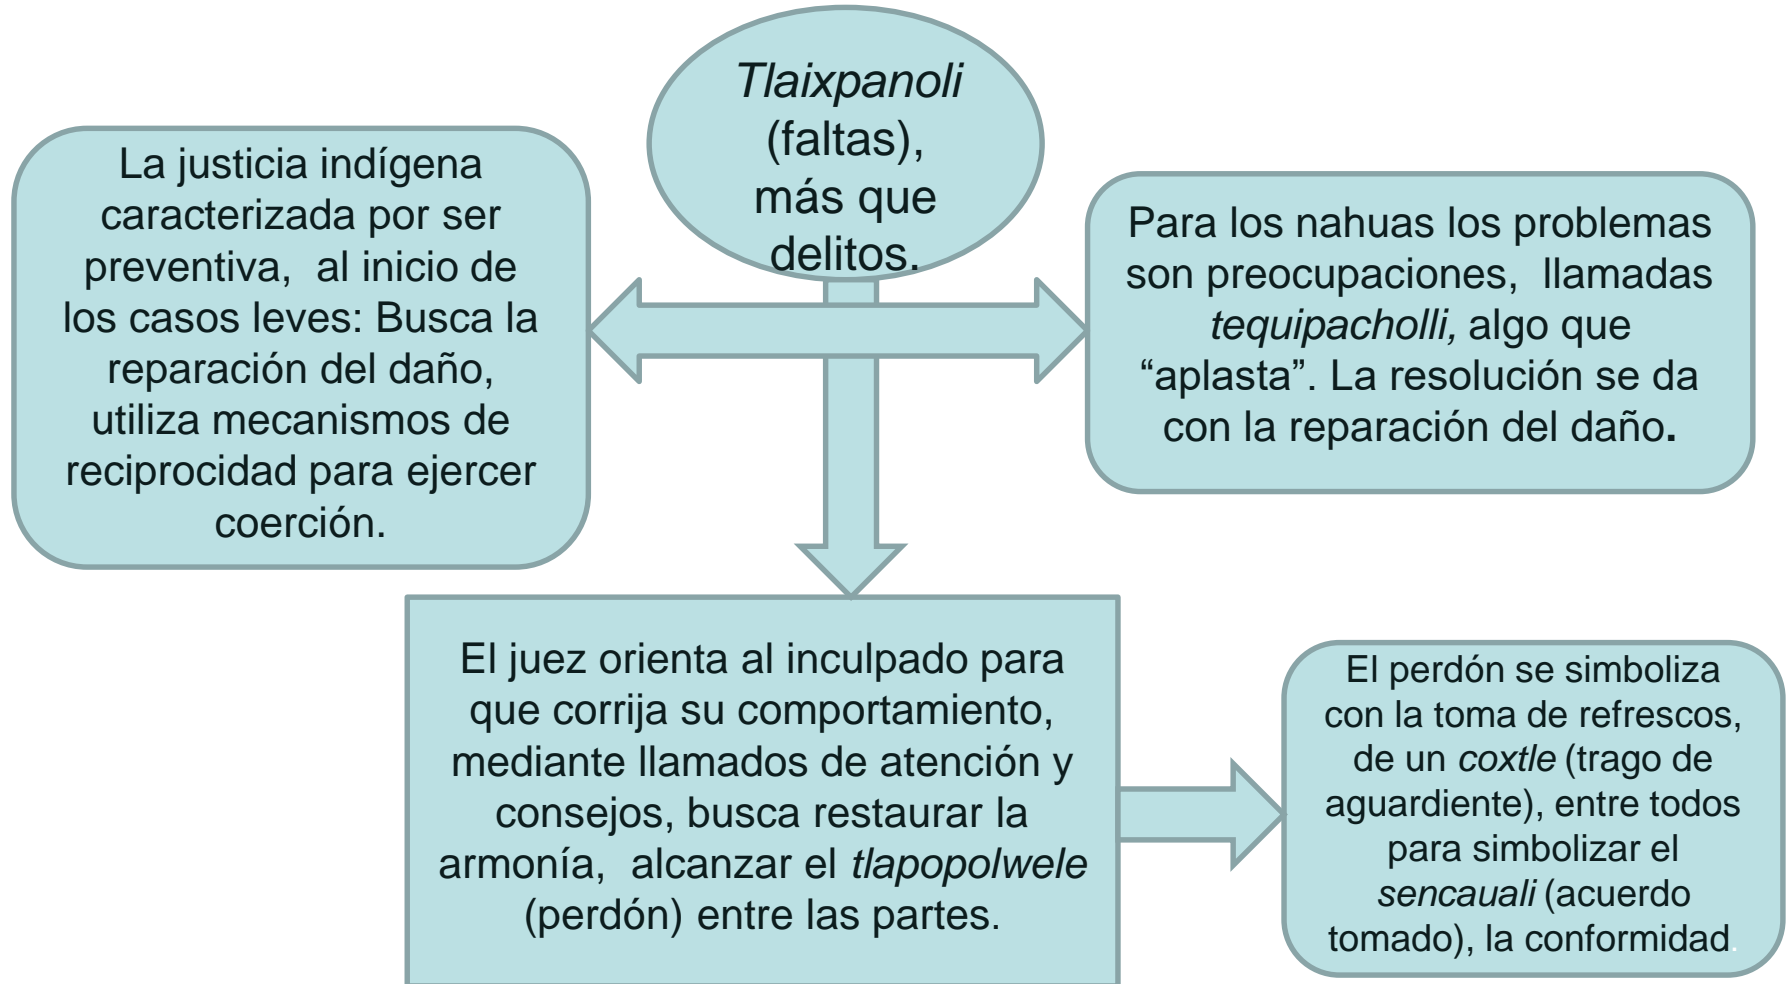 Tlaixpanoli
(faltas),
más que
delitos.
La justicia indígena
caracterizada por ser
preventiva, al inicio de
los casos leves: Busca la
reparación del daño,
utiliza mecanismos de
reciprocidad para ejercer
coerción.
Para los nahuas los problemas
son preocupaciones, llamadas
tequipacholli, algo que
“aplasta”. La resolución se da
con la reparación del daño.
El juez orienta al inculpado para
que corrija su comportamiento,
mediante llamados de atención y
consejos, busca restaurar la
armonía, alcanzar el tlapopolwele
(perdón) entre las partes.
El perdón se simboliza
con la toma de refrescos,
de un coxtle (trago de
aguardiente), entre todos
para simbolizar el
sencauali (acuerdo
tomado), la conformidad.